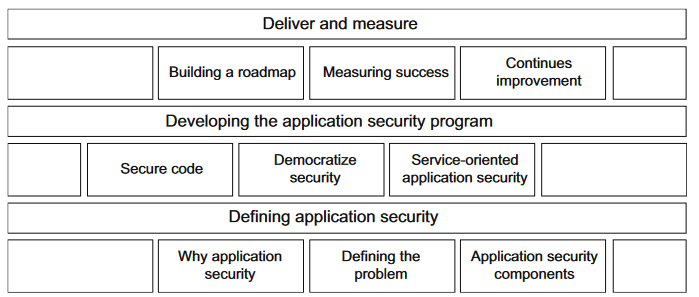 Deliver and measure
Building a roadmap
Measuring success
Continues
improvement
Developing the application security program
Secure code
Democratize
security
Service-oriented
application security
Defining application security
Why application
security
Defining the
problem
Application security
components